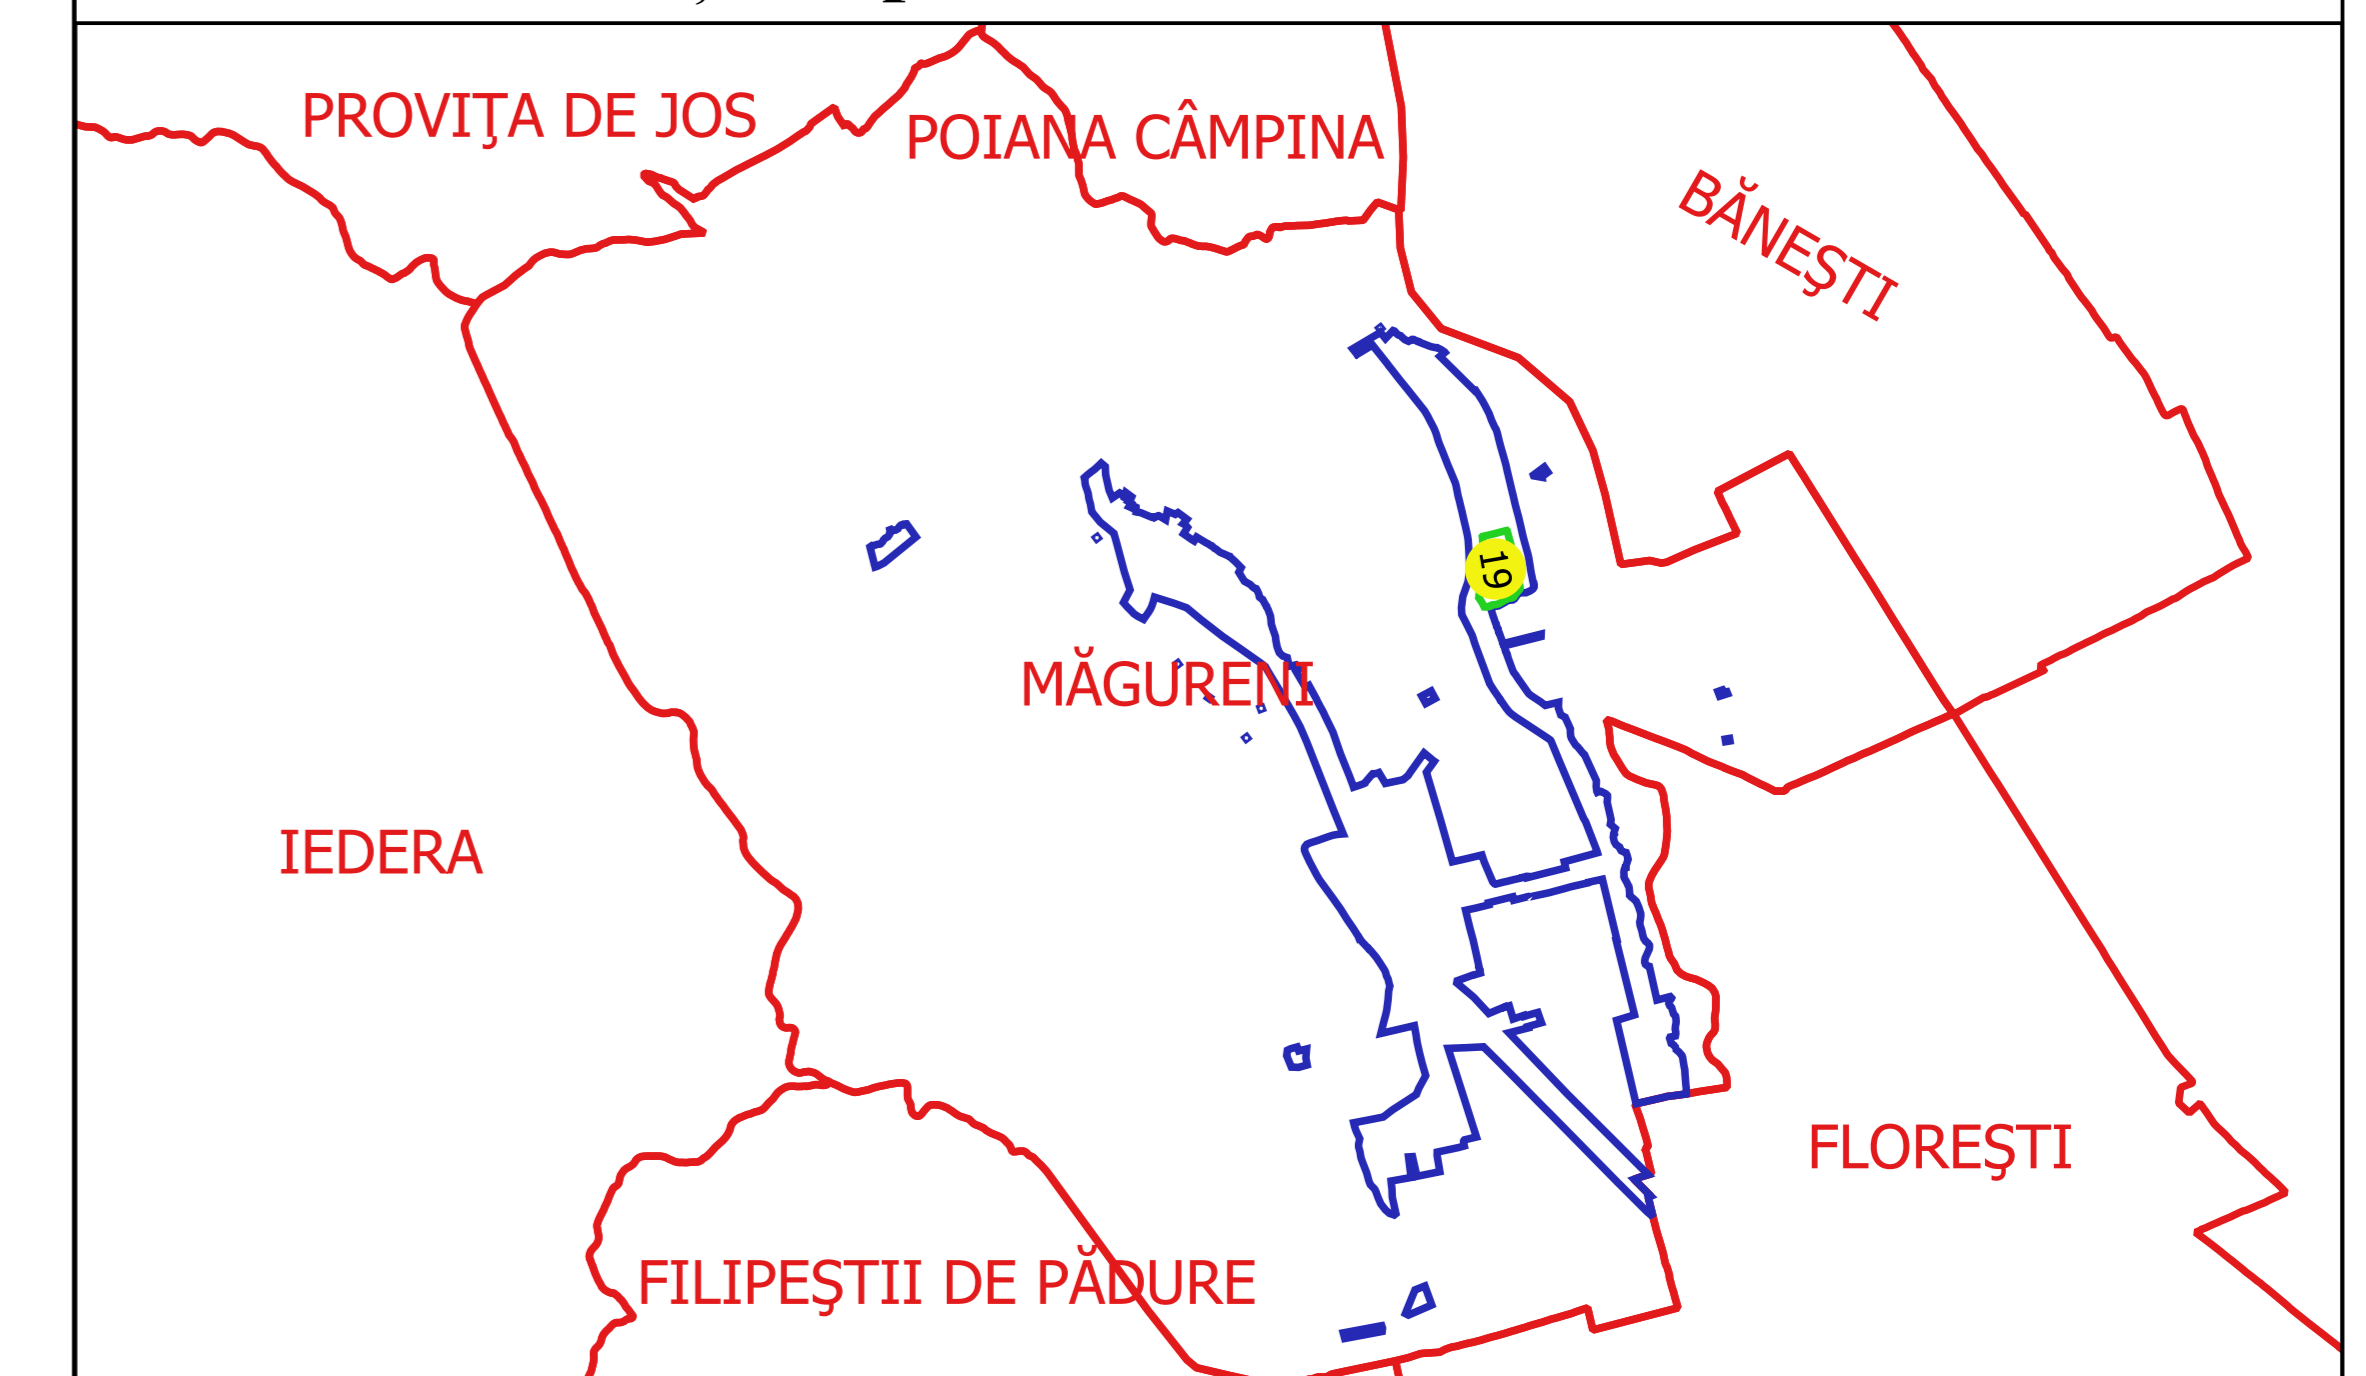 PROVIŢA DE JOS
POIANA CÂMPINA
BĂNEŞTI
19
MĂGURENI
IEDERA
FLOREŞTI
FILIPEŞTII DE PĂDURE